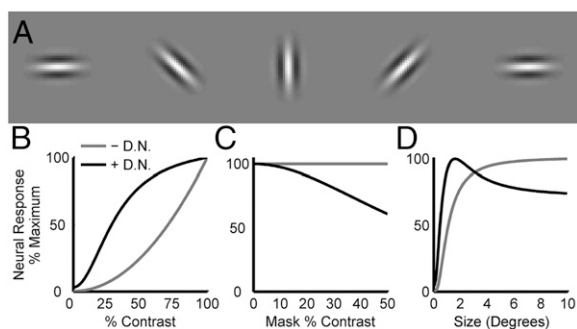 A
B
C
D
– D.N.
+ D.N.
Neural Response
% Maximum
100
50
0
0 25 50 75 100
% Contrast
100
50
0
0 10 20 30 40 50
Mask % Contrast
100
50
0
0 2 4 6 8 10
Size (Degrees)